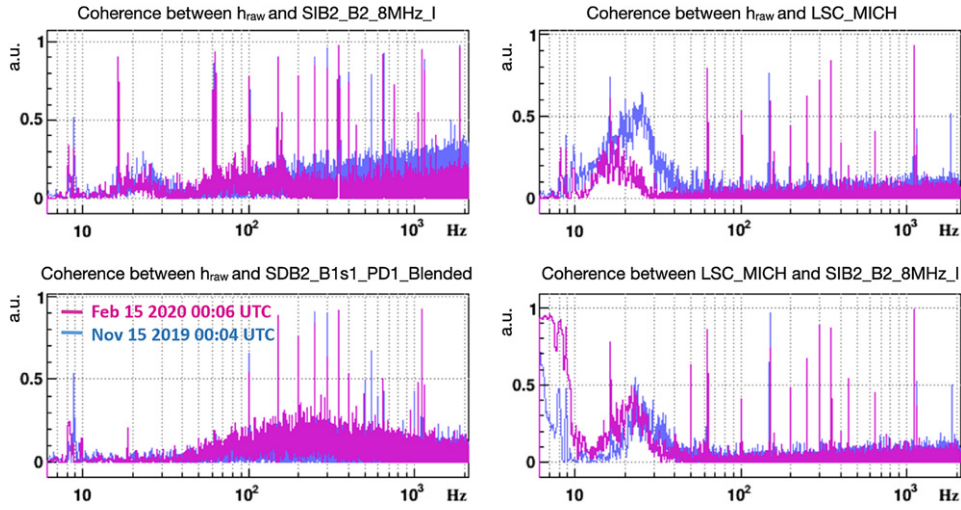 Coherence between hraw and SIB2_B2_8MHz_I
a.u.
1
0.5
0
10
10²
10³
Hz
Coherence between hraw and LSC_MICH
a.u.
1
0.5
0
10
10²
10³
Hz
Coherence between hraw and SDB2_B1s1_PD1_Blended
a.u.
1
Feb 15 2020 00:06 UTC
Nov 15 2019 00:04 UTC
0.5
0
10
10²
10³
Hz
Coherence between LSC_MICH and SIB2_B2_8MHz_I
a.u.
1
0.5
0
10
10²
10³
Hz